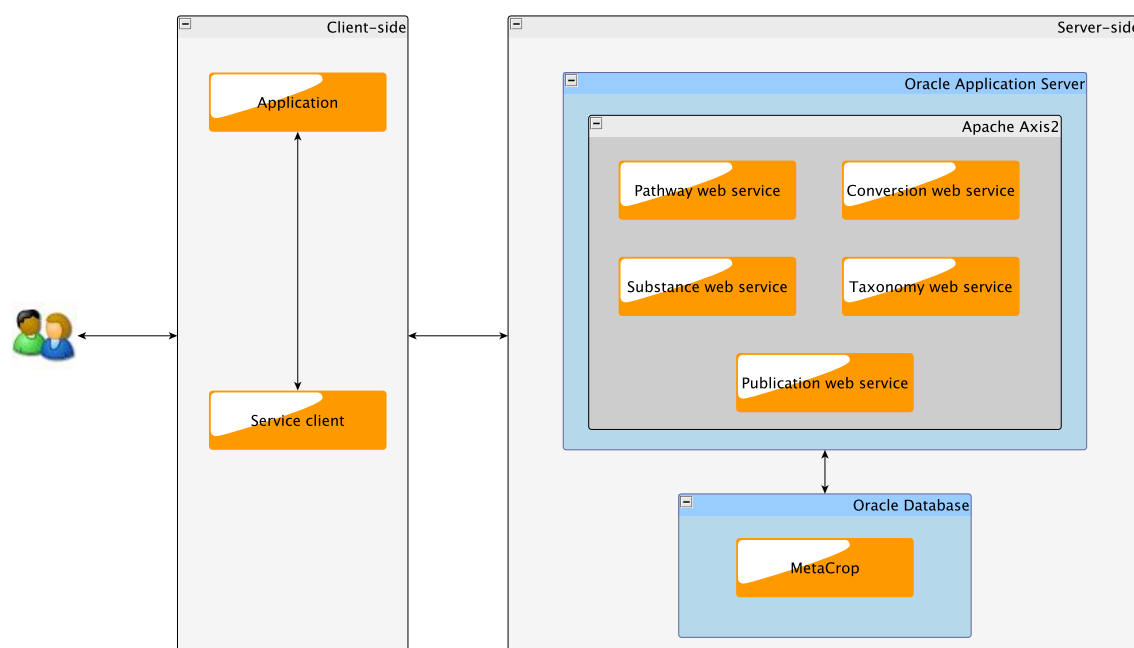 Client-side
Application
Service client
Server-side
Oracle Application Server
Apache Axis2
Pathway web service
Conversion web service
Substance web service
Taxonomy web service
Publication web service
Oracle Database
MetaCrop